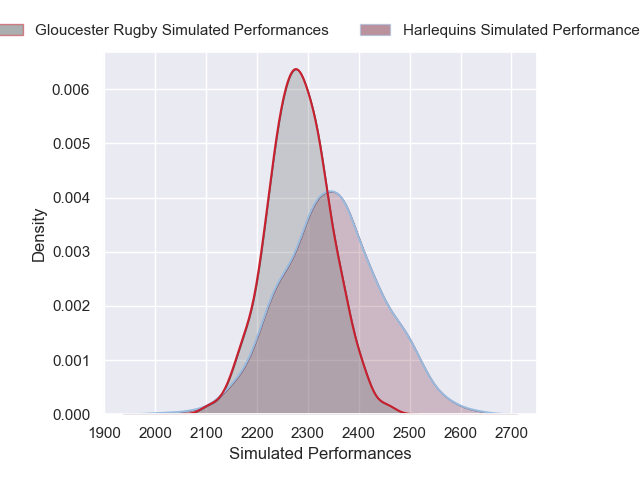 Gloucester Rugby Simulated Performances
Harlequins Simulated Performance
0.006
0.005
0.004
0.003
0.002
0.001
0.000
Density
1900 2000 2100 2200 2300 2400 2500 2600 2700
Simulated Performances